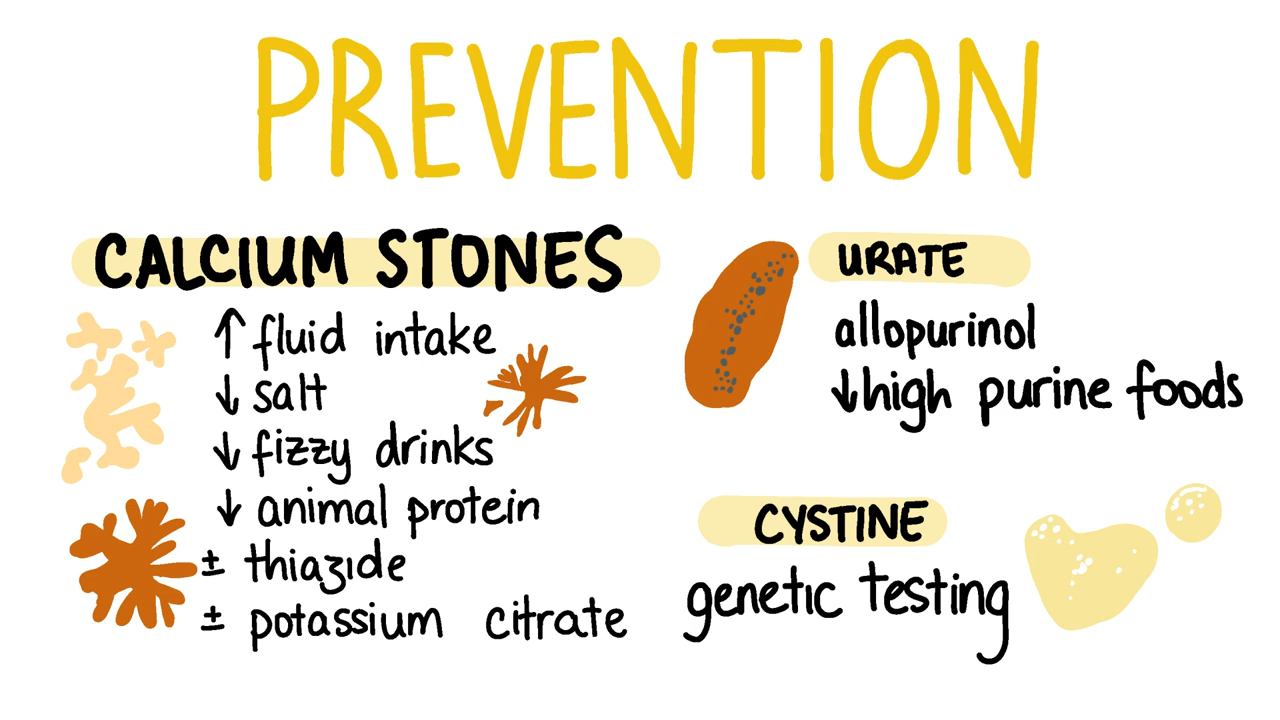 PREVENTION
CALCIUM STONES
↑ fluid intake
↓ salt
↓ fizzy drinks
↓ animal protein
± thiazide
± potassium citrate
URATE
allopurinol
↓ high purine foods
CYSTINE
genetic testing